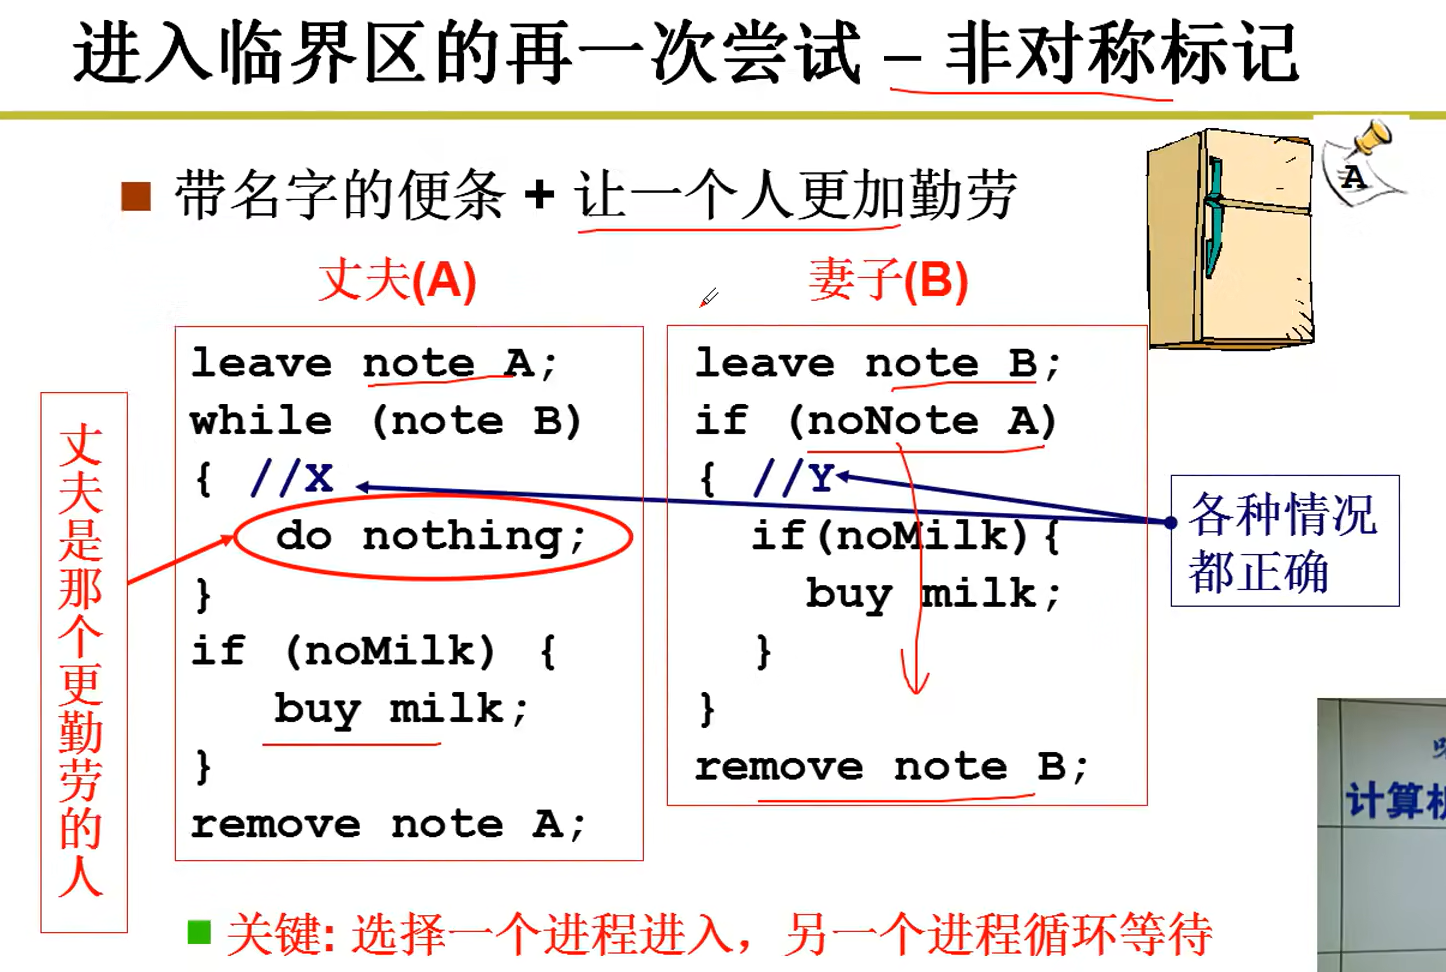 进入临界区的再一次尝试 – 非对称标记
带名字的便条 + 让一个人更加勤劳
A
丈夫(A)
leave note A;
while (note B)
{ //X
do nothing;
}
if (noMilk) {
buy milk;
}
remove note A;
妻子(B)
leave note B;
if (noNote A)
{ //Y
if(noMilk){
buy milk;
}
}
remove note B;
丈夫是那个更勤劳的人
各种情况
都正确
关键: 选择一个进程进入，另一个进程循环等待
计算机